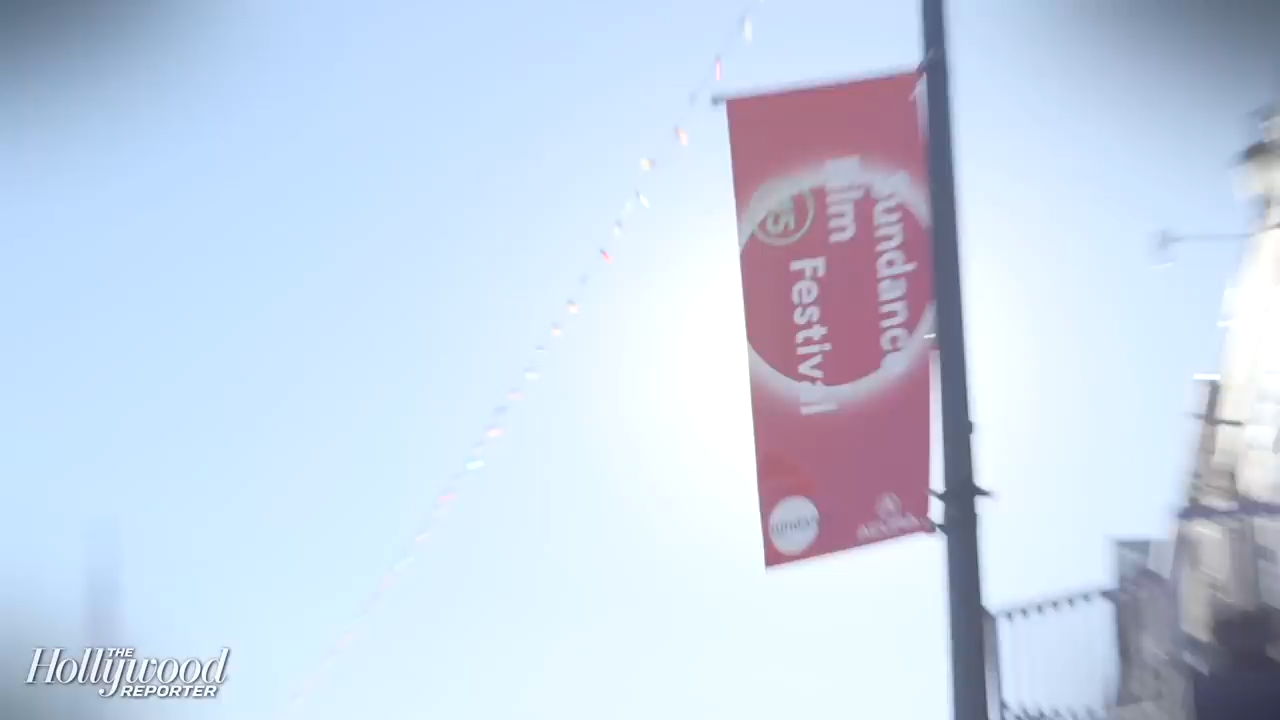 Sundance
Film
Festival
THE
Hollywood
REPORTER